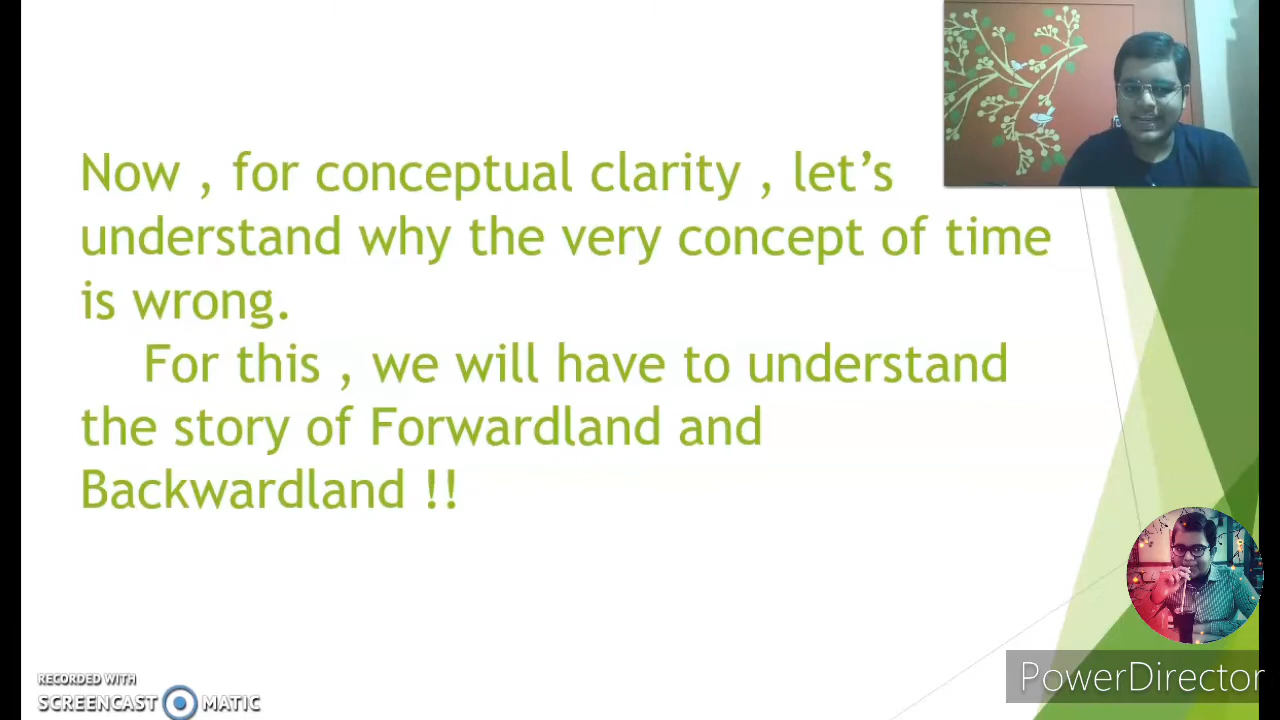 Now , for conceptual clarity , let’s
understand why the very concept of time
is wrong.
For this , we will have to understand
the story of Forwardland and
Backwardland !!
RECORDED WITH
SCREENCAST MATIC
PowerDirector